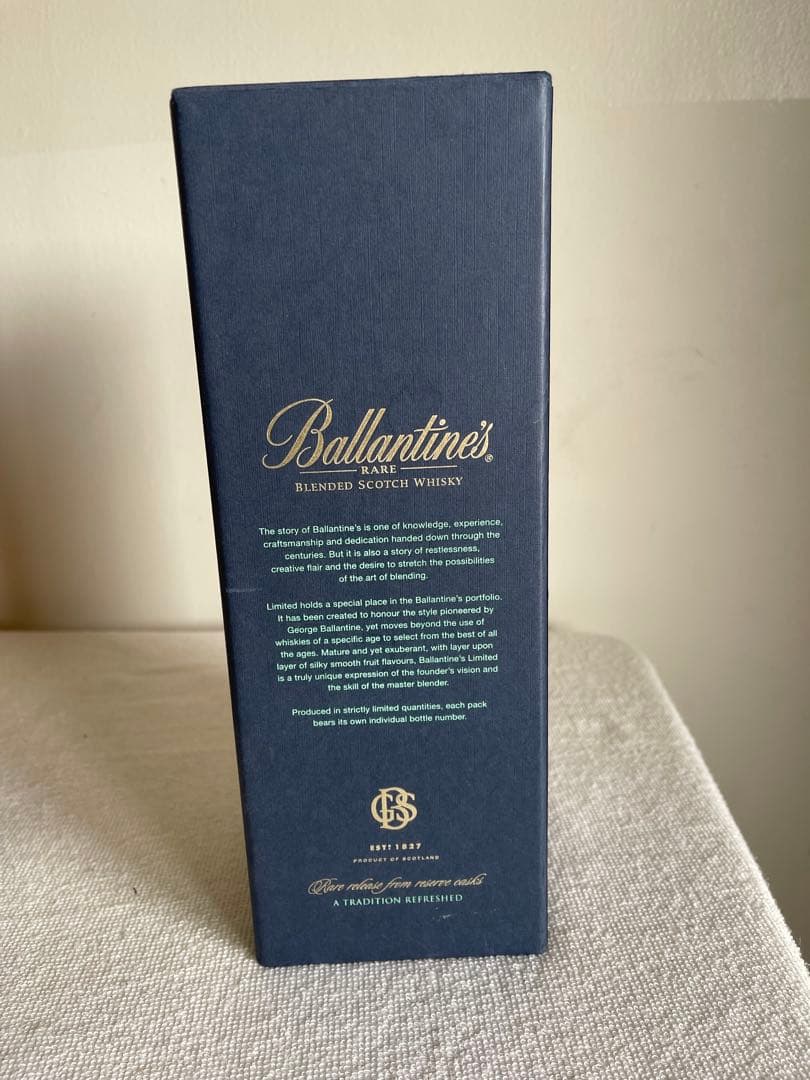 Ballantine's®
RARE
BLENDED SCOTCH WHISKY
The story of Ballantine's is one of knowledge, experience,
craftsmanship and dedication handed down through the
centuries. But it is also a story of restlessness,
creative flair and the desire to stretch the possibilities
of the art of blending.
Limited holds a special place in the Ballantine's portfolio.
It has been created to honour the style pioneered by
George Ballantine, yet moves beyond the use of
whiskies of a specific age to select from the best of all
the ages. Mature and yet exuberant, with layer upon
layer of silky smooth fruit flavours, Ballantine's Limited
is a truly unique expression of the founder's vision and
the skill of the master blender.
Produced in strictly limited quantities, each pack
bears its own individual bottle number.
GBS
ESTD 1827
PRODUCT OF SCOTLAND
Rare release from reserve casks
A TRADITION REFRESHED